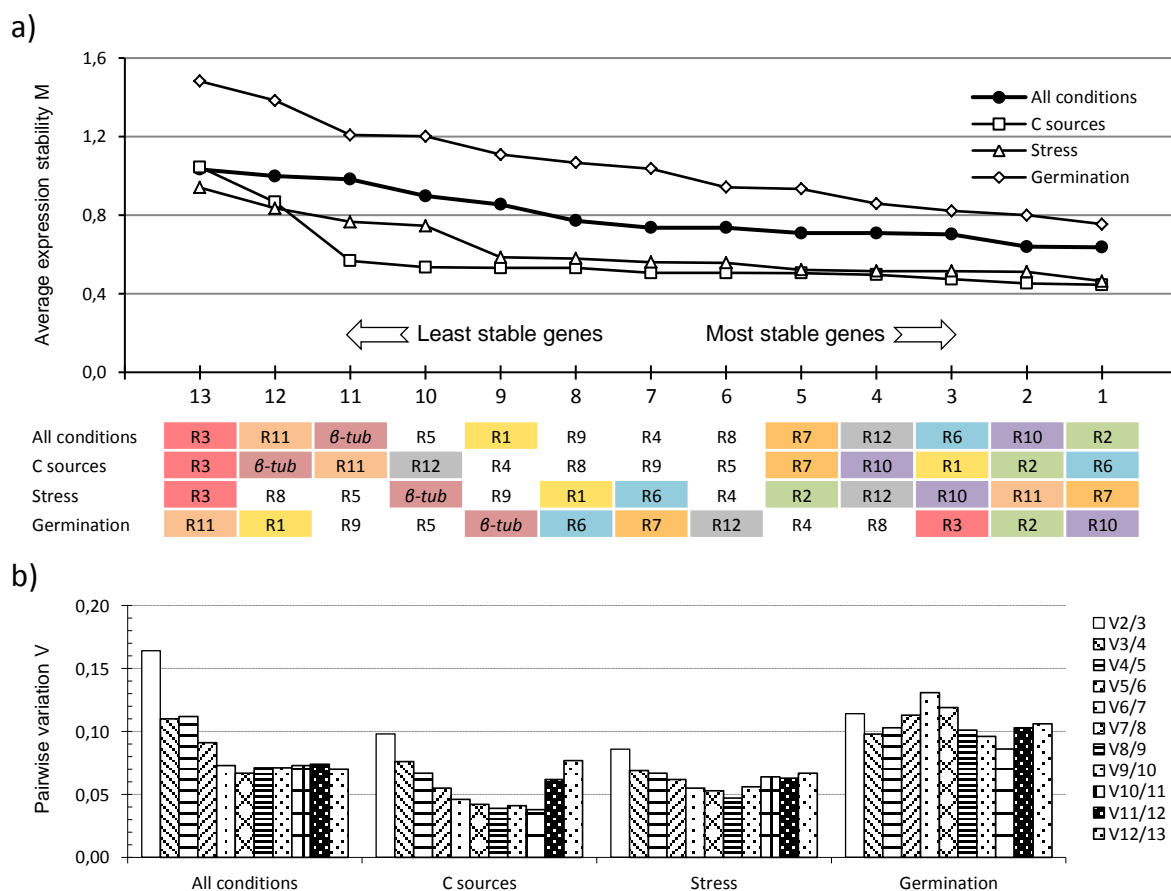 a)
Average expression stability M
1,6
1,2
0,8
0,4
0,0
All conditions
C sources
Stress
Germination
Least stable genes Most stable genes
13 12 11 10 9 8 7 6 5 4 3 2 1
All conditions R3 R11 β-tub R5 R1 R9 R4 R8 R7 R12 R6 R10 R2
C sources R3 β-tub R11 R12 R4 R8 R9 R5 R7 R10 R1 R2 R6
Stress R3 R8 R5 β-tub R9 R1 R6 R4 R2 R12 R10 R11 R7
Germination R11 R1 R9 R5 β-tub R6 R7 R12 R4 R8 R3 R2 R10
b)
Pairwise variation V
0,20
0,15
0,10
0,05
0,00
V2/3
V3/4
V4/5
V5/6
V6/7
V7/8
V8/9
V9/10
V10/11
V11/12
V12/13
All conditions C sources Stress Germination